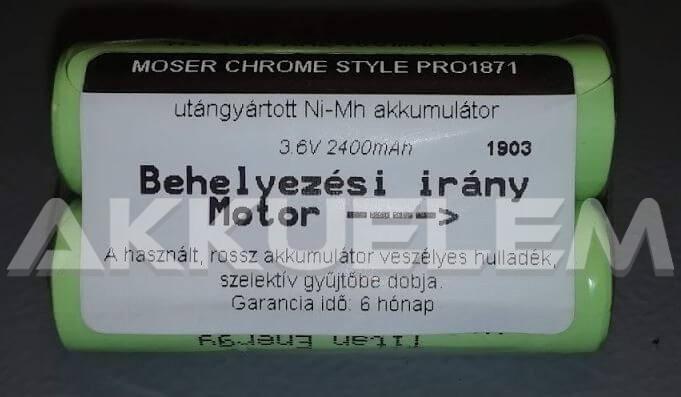 MOSER CHROME STYLE PRO1871
utángyártott Ni-Mh akkumulátor
3.6V 2400mAh 1903
Behelyezési irány
Motor ----->
AKKUELEM
A használt, rossz akkumulátor veszélyes hulladék,
szelektív gyűjtőbe dobja.
Garancia idő: 6 hónap
Titan Energy